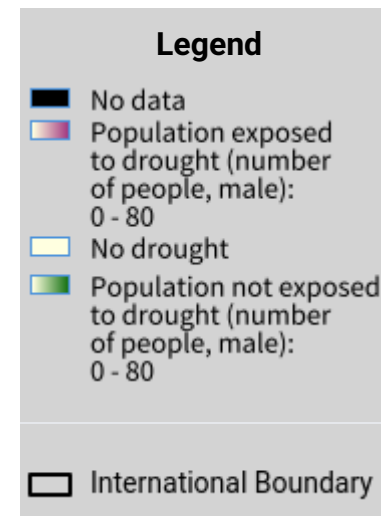 Legend
No data
Population exposed
to drought (number
of people, male):
0 - 80
No drought
Population not exposed
to drought (number
of people, male):
0 - 80
International Boundary